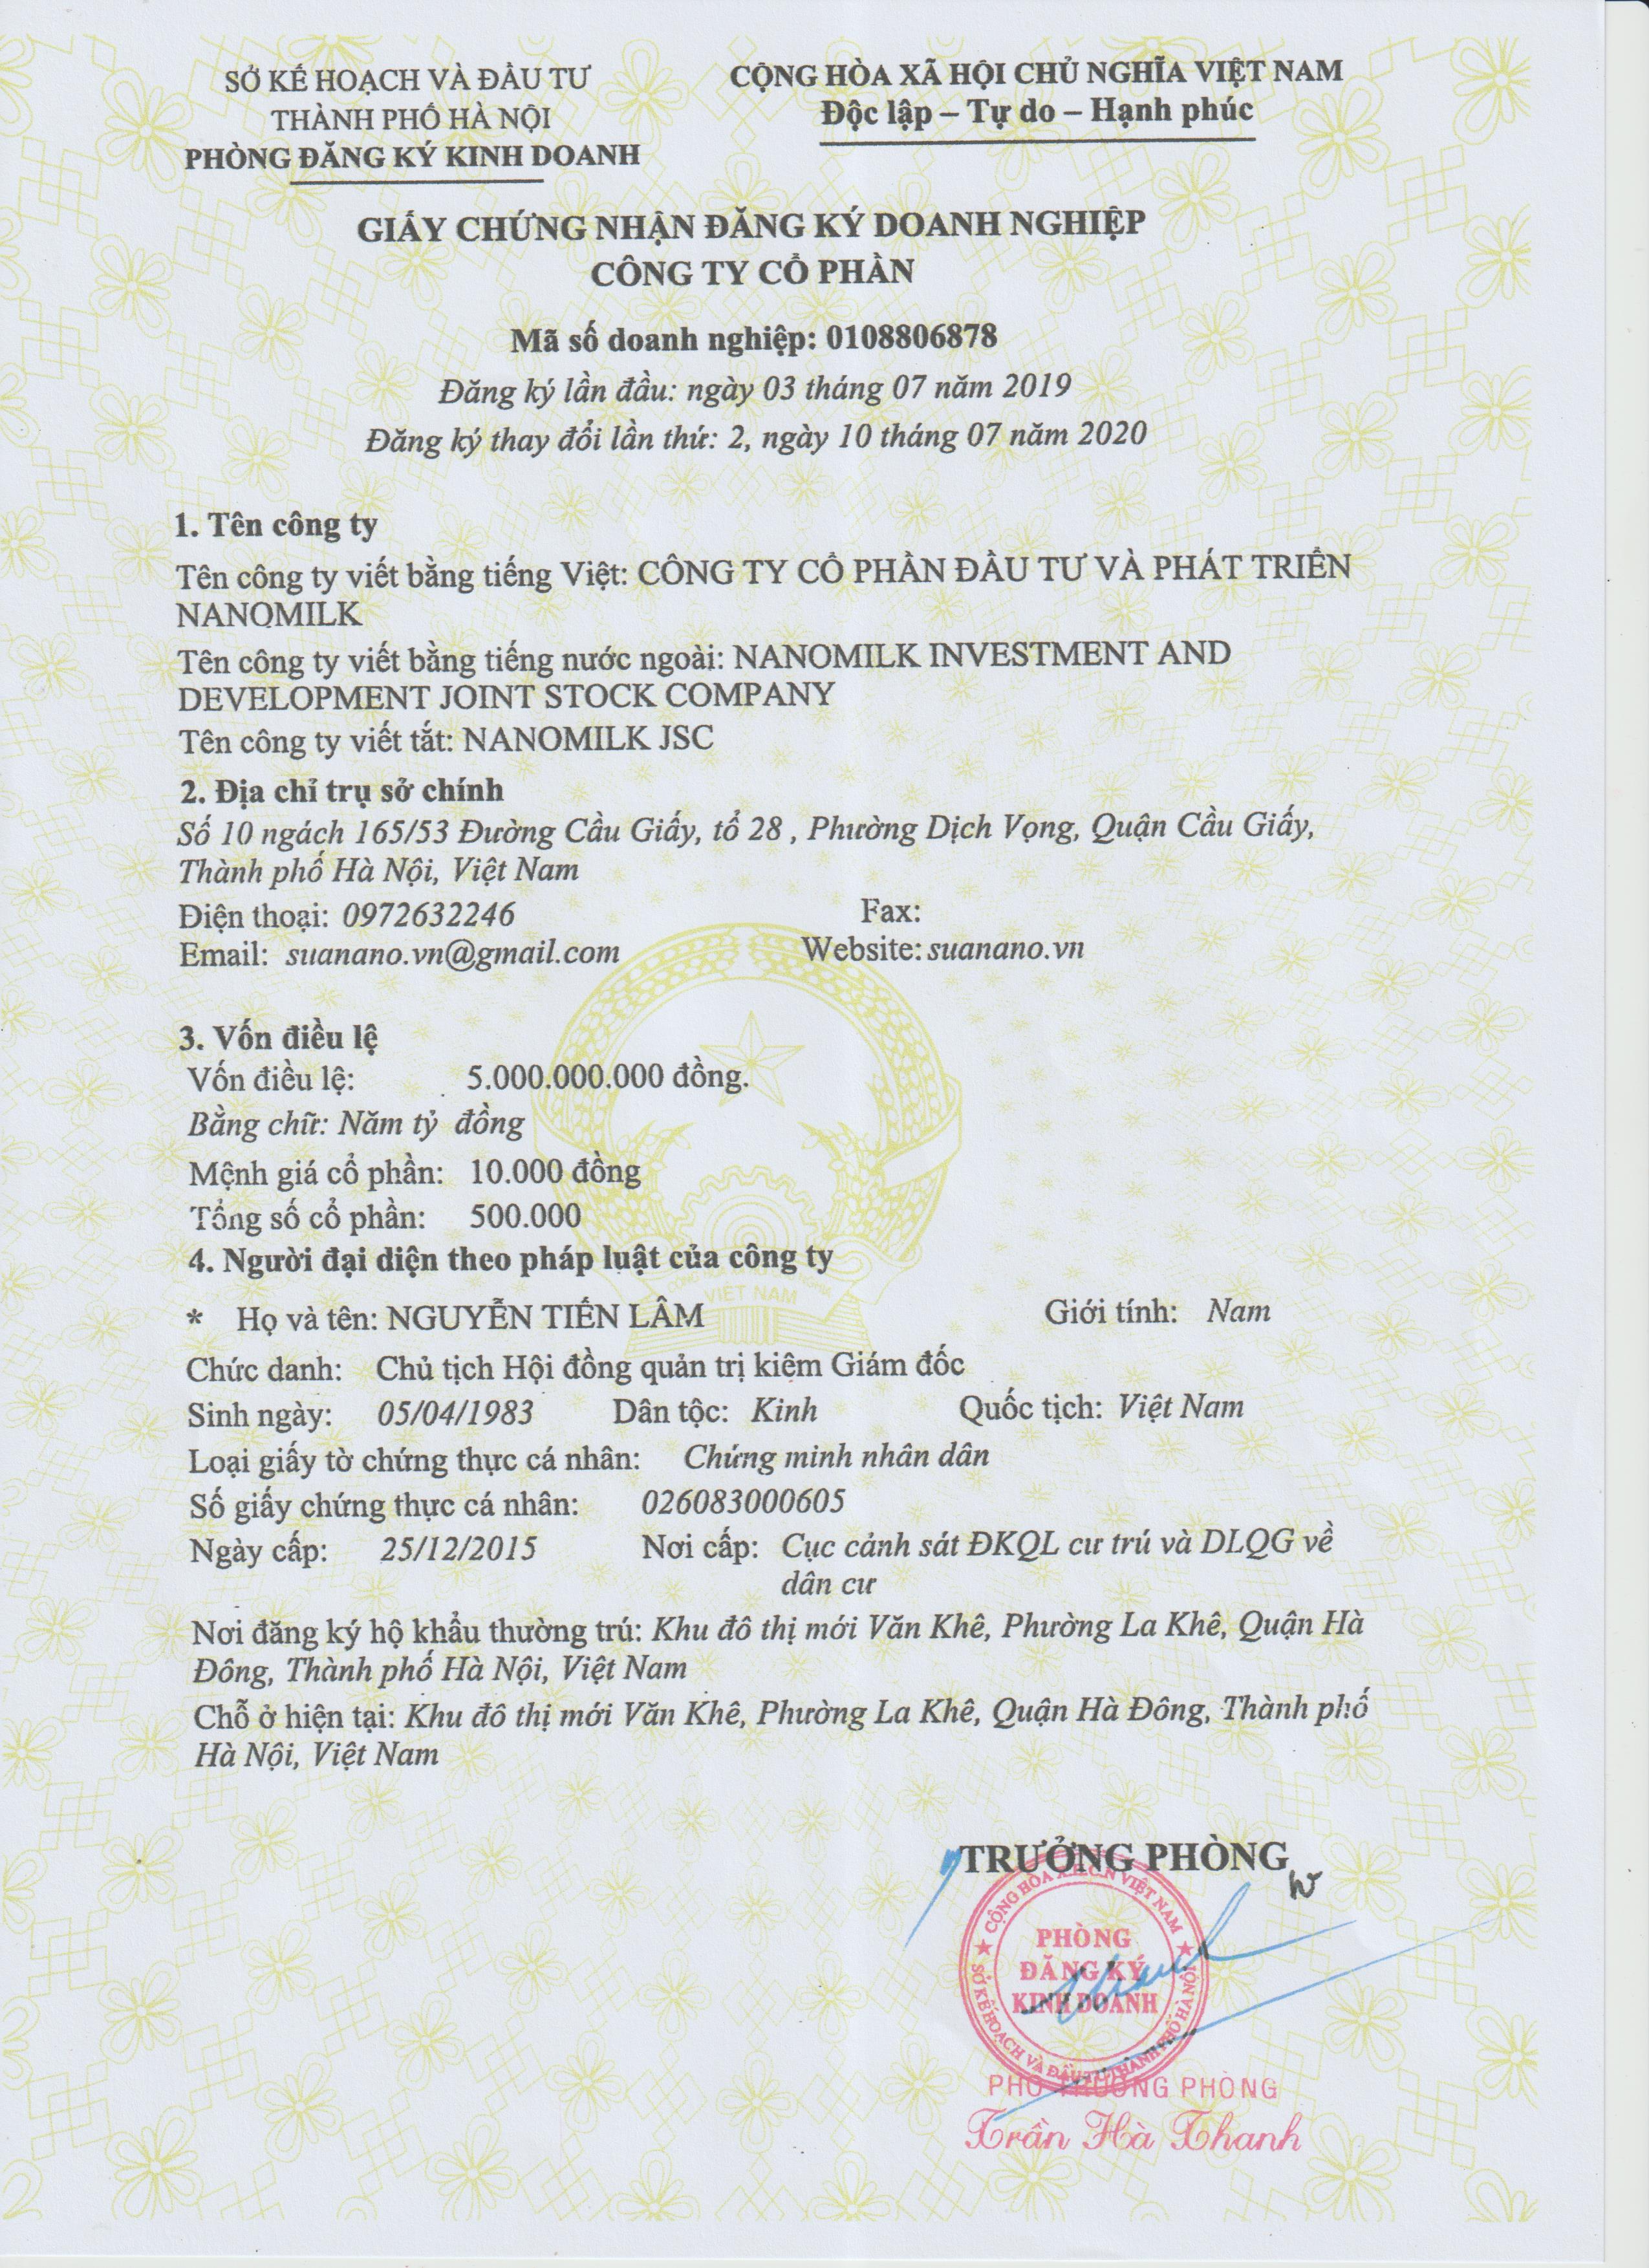 SỞ KẾ HOẠCH VÀ ĐẦU TƯ
THÀNH PHỐ HÀ NỘI
PHÒNG ĐĂNG KÝ KINH DOANH
CỘNG HÒA XÃ HỘI CHỦ NGHĨA VIỆT NAM
Độc lập – Tự do – Hạnh phúc
GIẤY CHỨNG NHẬN ĐĂNG KÝ DOANH NGHIỆP
CÔNG TY CỔ PHẦN
Mã số doanh nghiệp: 0108806878
Đăng ký lần đầu: ngày 03 tháng 07 năm 2019
Đăng ký thay đổi lần thứ: 2, ngày 10 tháng 07 năm 2020
1. Tên công ty
Tên công ty viết bằng tiếng Việt: CÔNG TY CỔ PHẦN ĐẦU TƯ VÀ PHÁT TRIỂN
NANOMILK
Tên công ty viết bằng tiếng nước ngoài: NANOMILK INVESTMENT AND
DEVELOPMENT JOINT STOCK COMPANY
Tên công ty viết tắt: NANOMILK JSC
2. Địa chỉ trụ sở chính
Số 10 ngách 165/53 Đường Cầu Giấy, tổ 28 , Phường Dịch Vọng, Quận Cầu Giấy,
Thành phố Hà Nội, Việt Nam
Điện thoại: 0972632246 Fax:
Email: suanano.vn@gmail.com Website: suanano.vn
3. Vốn điều lệ
Vốn điều lệ: 5.000.000.000 đồng.
Bằng chữ: Năm tỷ đồng
Mệnh giá cổ phần: 10.000 đồng
Tổng số cổ phần: 500.000
4. Người đại diện theo pháp luật của công ty
* Họ và tên: NGUYỄN TIẾN LÂM Giới tính: Nam
Chức danh: Chủ tịch Hội đồng quản trị kiêm Giám đốc
Sinh ngày: 05/04/1983 Dân tộc: Kinh Quốc tịch: Việt Nam
Loại giấy tờ chứng thực cá nhân: Chứng minh nhân dân
Số giấy chứng thực cá nhân: 026083000605
Ngày cấp: 25/12/2015 Nơi cấp: Cục cảnh sát ĐKQL cư trú và DLQG về
dân cư
Nơi đăng ký hộ khẩu thường trú: Khu đô thị mới Văn Khê, Phường La Khê, Quận Hà
Đông, Thành phố Hà Nội, Việt Nam
Chỗ ở hiện tại: Khu đô thị mới Văn Khê, Phường La Khê, Quận Hà Đông, Thành phố
Hà Nội, Việt Nam
TRƯỞNG PHÒNG
CỘNG HÒA X.H.C.N VIỆT NAM
PHÒNG
ĐĂNG KÝ
KINH DOANH
SỞ KẾ HOẠCH VÀ ĐẦU TƯ THÀNH PHỐ HÀ NỘI
PHÓ TRƯỞNG PHÒNG
Trần Hà Thanh
VIỆT NAM